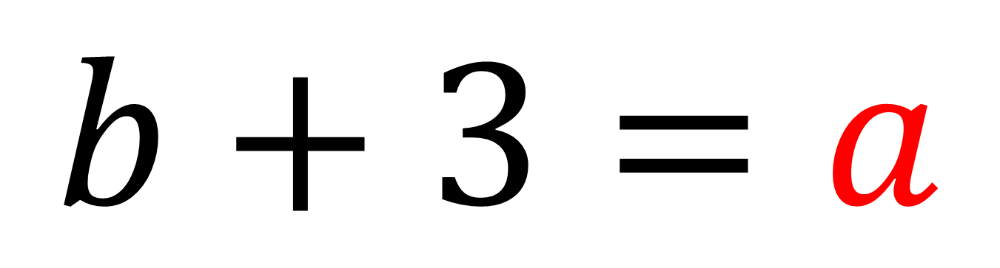 b + 3 = a